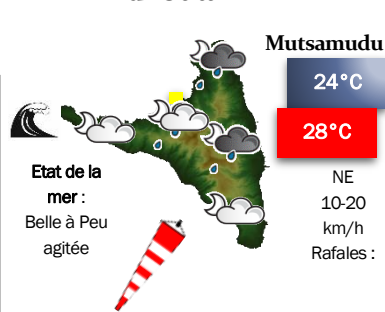 Mutsamudu
24°C
28°C
Etat de la
mer :
Belle à Peu
agitée
NE
10-20
km/h
Rafales :